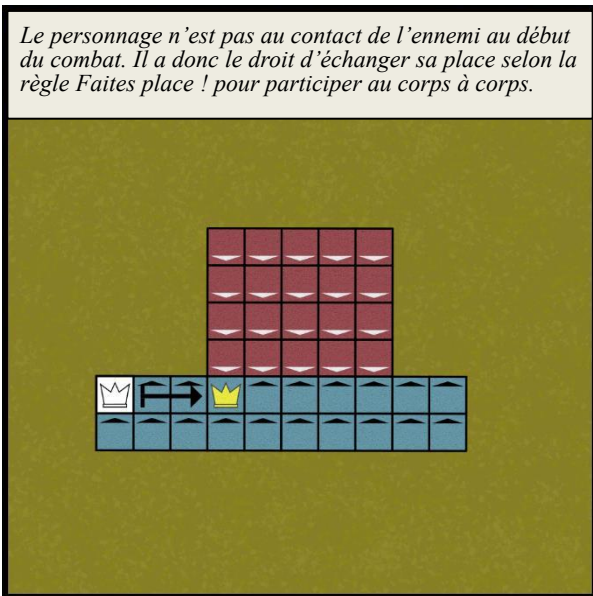 Le personnage n’est pas au contact de l’ennemi au début
du combat. Il a donc le droit d’échanger sa place selon la
règle Faites place ! pour participer au corps à corps.